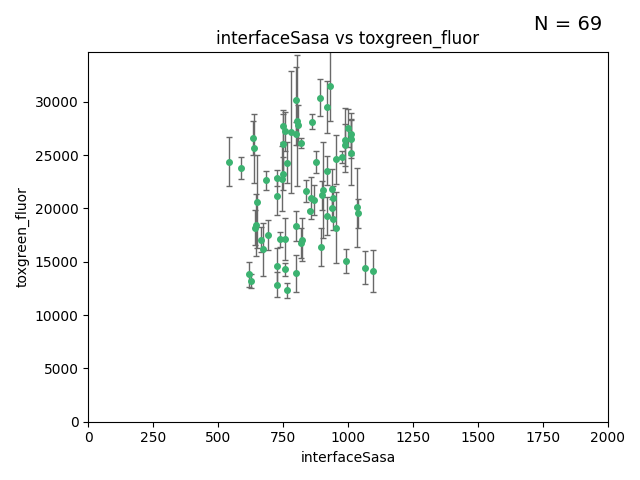 N = 69
interfaceSasa vs toxgreen_fluor
30000
25000
20000
15000
10000
5000
0
toxgreen_fluor
0 250 500 750 1000 1250 1500 1750 2000
interfaceSasa